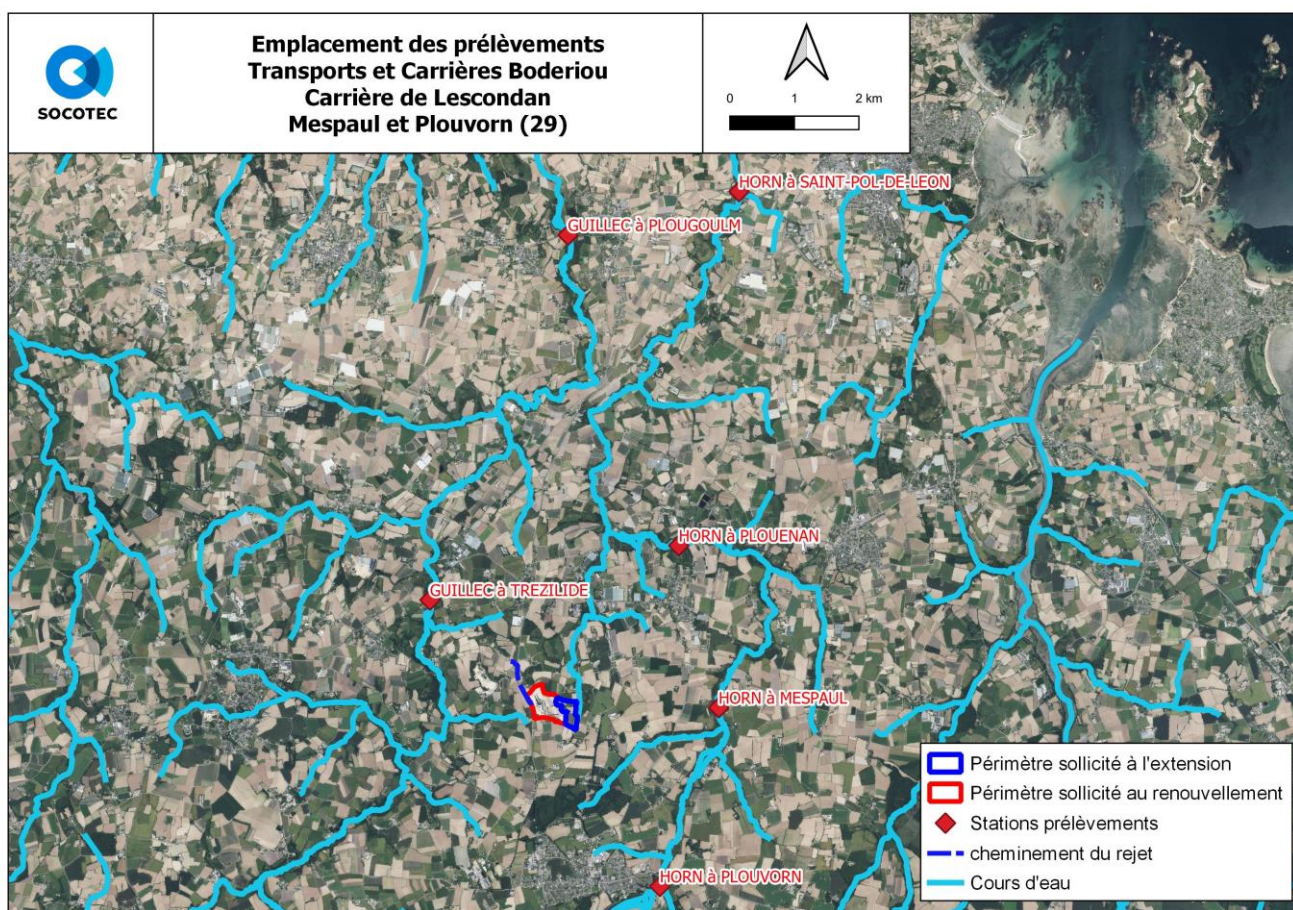 SOCOTEC
Emplacement des prélèvements
Transports et Carrières Boderiou
Carrière de Lescondan
Mespaul et Plouvorn (29)
0 1 2 km
HORN à SAINT-POL-DE-LEON
GUILLEC à PLOUGOULM
HORN à PLOUENAN
GUILLEC à TREZILIDE
HORN à MESPAUL
HORN à PLOUVORN
Périmètre sollicité à l'extension
Périmètre sollicité au renouvellement
Stations prélèvements
cheminement du rejet
Cours d'eau